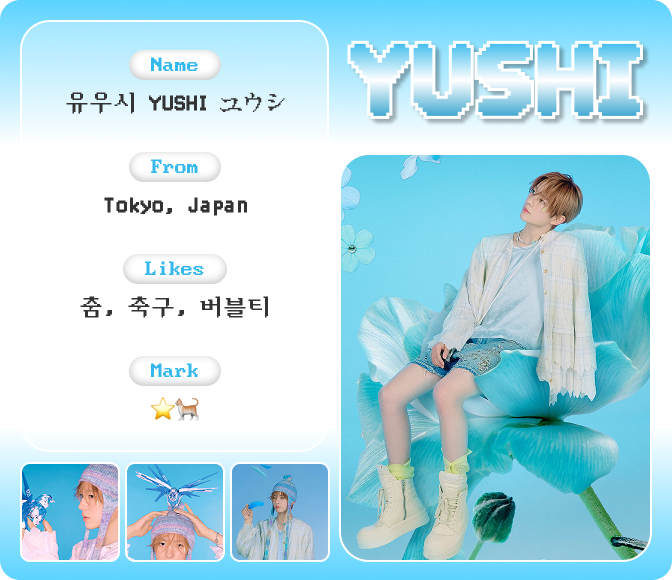 YUSHI
Name
유우시 YUSHI ユウシ
From
Tokyo, Japan
Likes
춤, 축구, 버블티
Mark
⭐🐈